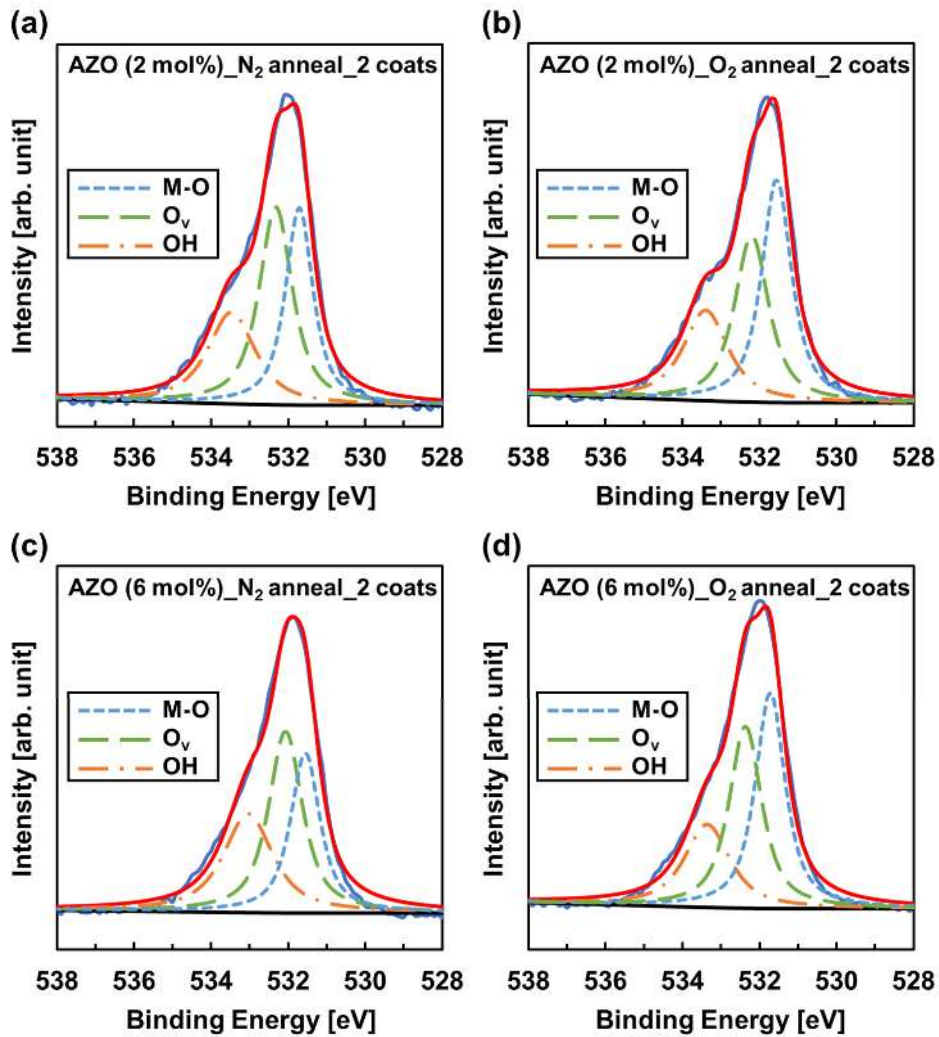 (a)
AZO (2 mol%)_N₂ anneal_2 coats
M-O
Oᵥ
OH
Intensity [arb. unit]
538 536 534 532 530 528
Binding Energy [eV]
(b)
AZO (2 mol%)_O₂ anneal_2 coats
M-O
Oᵥ
OH
Intensity [arb. unit]
538 536 534 532 530 528
Binding Energy [eV]
(c)
AZO (6 mol%)_N₂ anneal_2 coats
M-O
Oᵥ
OH
Intensity [arb. unit]
538 536 534 532 530 528
Binding Energy [eV]
(d)
AZO (6 mol%)_O₂ anneal_2 coats
M-O
Oᵥ
OH
Intensity [arb. unit]
538 536 534 532 530 528
Binding Energy [eV]